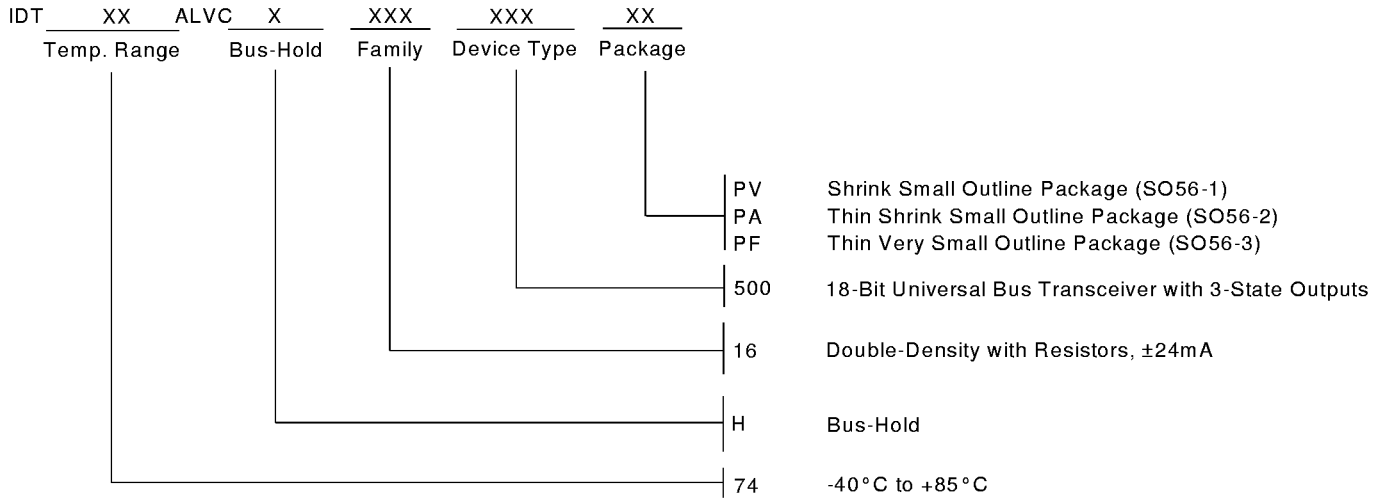 IDT XX ALVC X XXX XXX XX
Temp. Range Bus-Hold Family Device Type Package
PV Shrink Small Outline Package (SO56-1)
PA Thin Shrink Small Outline Package (SO56-2)
PF Thin Very Small Outline Package (SO56-3)
500 18-Bit Universal Bus Transceiver with 3-State Outputs
16 Double-Density with Resistors, ±24mA
H Bus-Hold
74 -40°C to +85°C